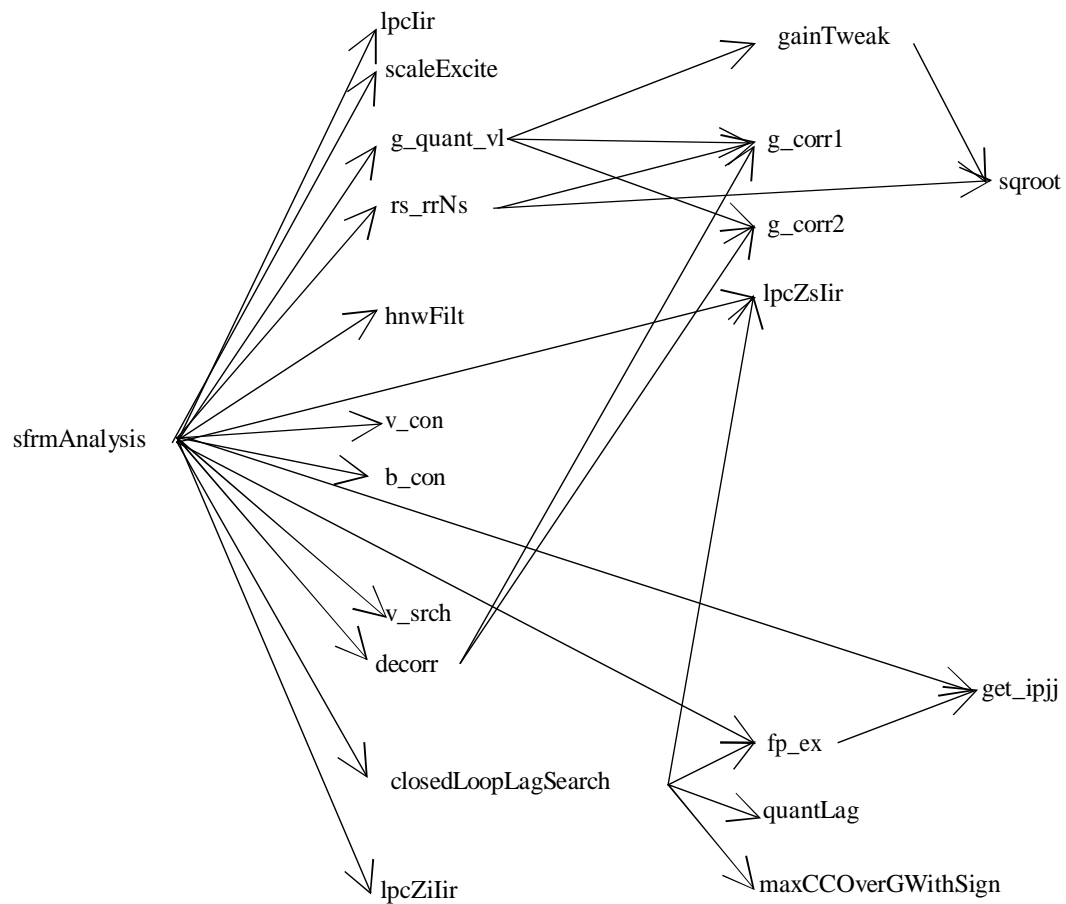 lpcIir
gainTweak
scaleExcite
g_quant_vl
g_corr1
sqroot
rs_rrNs
g_corr2
lpcZsIir
hnwFilt
v_con
sfrmAnalysis
b_con
v_srch
decorr
get_ipjj
fp_ex
closedLoopLagSearch
quantLag
lpcZiIir
maxCCOverGWithSign